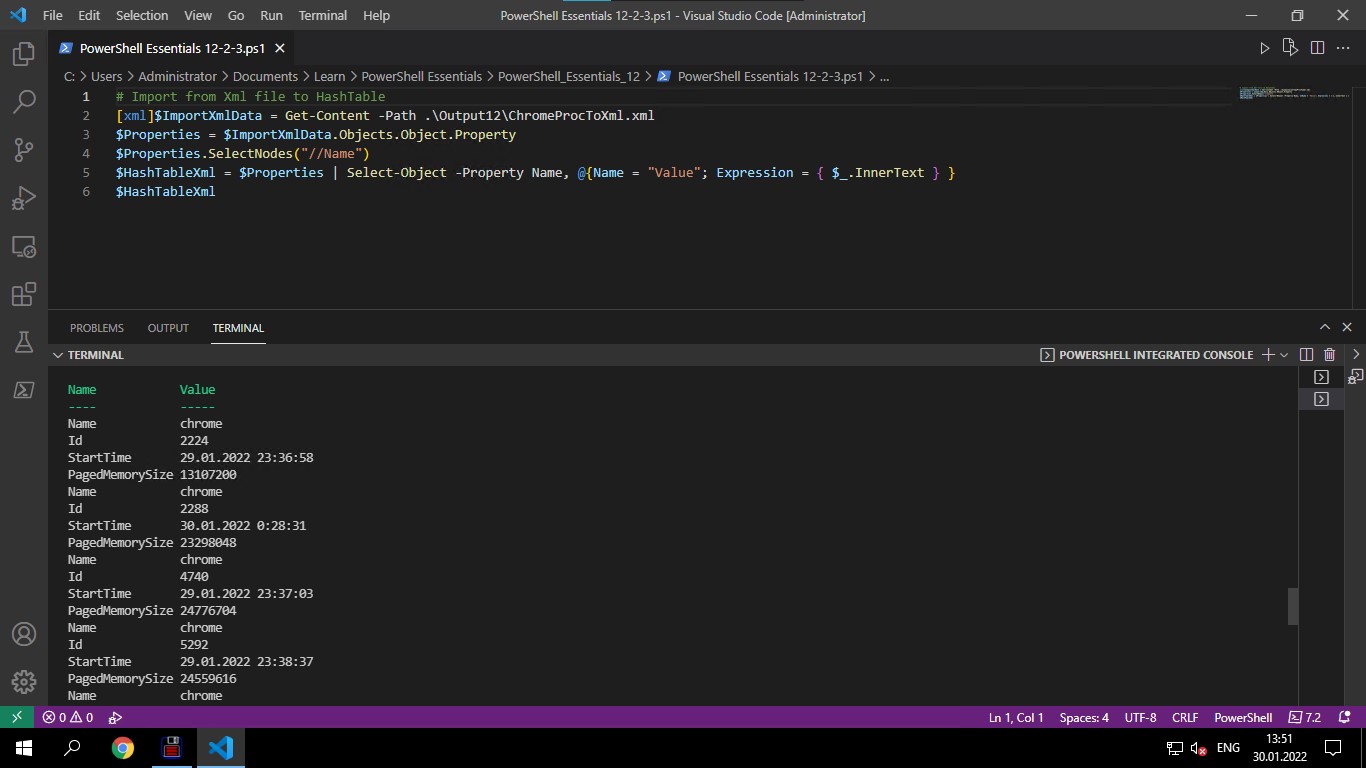 File Edit Selection View Go Run Terminal Help PowerShell Essentials 12-2-3.ps1 - Visual Studio Code [Administrator]
PowerShell Essentials 12-2-3.ps1
C: > Users > Administrator > Documents > Learn > PowerShell Essentials > PowerShell_Essentials_12 > PowerShell Essentials 12-2-3.ps1 > ...
1 # Import from Xml file to HashTable
2 [xml]$ImportXmlData = Get-Content -Path .\Output12\ChromeProcToXml.xml
3 $Properties = $ImportXmlData.Objects.Object.Property
4 $Properties.SelectNodes("//Name")
5 $HashTableXml = $Properties | Select-Object -Property Name, @{Name = "Value"; Expression = { $_.InnerText } }
6 $HashTableXml
PROBLEMS OUTPUT TERMINAL
TERMINAL POWERSHELL INTEGRATED CONSOLE
Name Value
---- -----
Name chrome
Id 2224
StartTime 29.01.2022 23:36:58
PagedMemorySize 13107200
Name chrome
Id 2288
StartTime 30.01.2022 0:28:31
PagedMemorySize 23298048
Name chrome
Id 4740
StartTime 29.01.2022 23:37:03
PagedMemorySize 24776704
Name chrome
Id 5292
StartTime 29.01.2022 23:38:37
PagedMemorySize 24559616
Name chrome
0 0 Ln 1, Col 1 Spaces: 4 UTF-8 CRLF PowerShell 7.2
ENG 13:51
30.01.2022